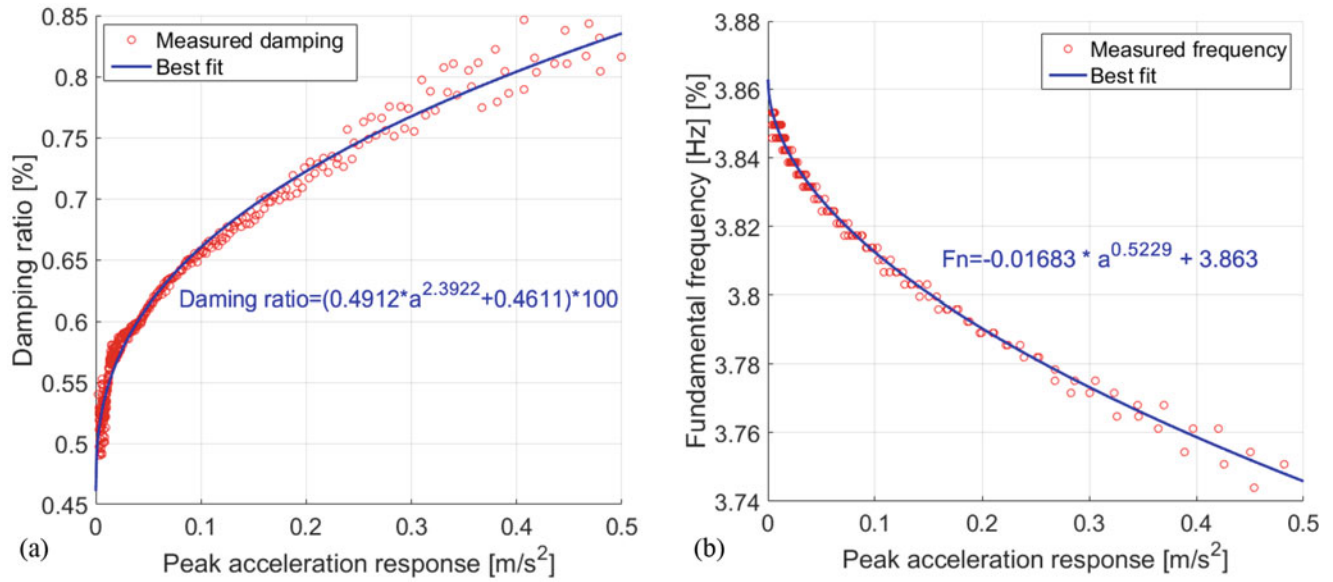 0.85
0.8
0.75
0.7
0.65
0.6
0.55
0.5
0.45
Damping ratio [%]
Measured damping
Best fit
Daming ratio=(0.4912*a^2.3922+0.4611)*100
0 0.1 0.2 0.3 0.4 0.5
(a) Peak acceleration response [m/s²]
3.88
3.86
3.84
3.82
3.8
3.78
3.76
3.74
Fundamental frequency [Hz] [%]
Measured frequency
Best fit
Fn=-0.01683 * a^0.5229 + 3.863
0 0.1 0.2 0.3 0.4 0.5
(b) Peak acceleration response [m/s²]